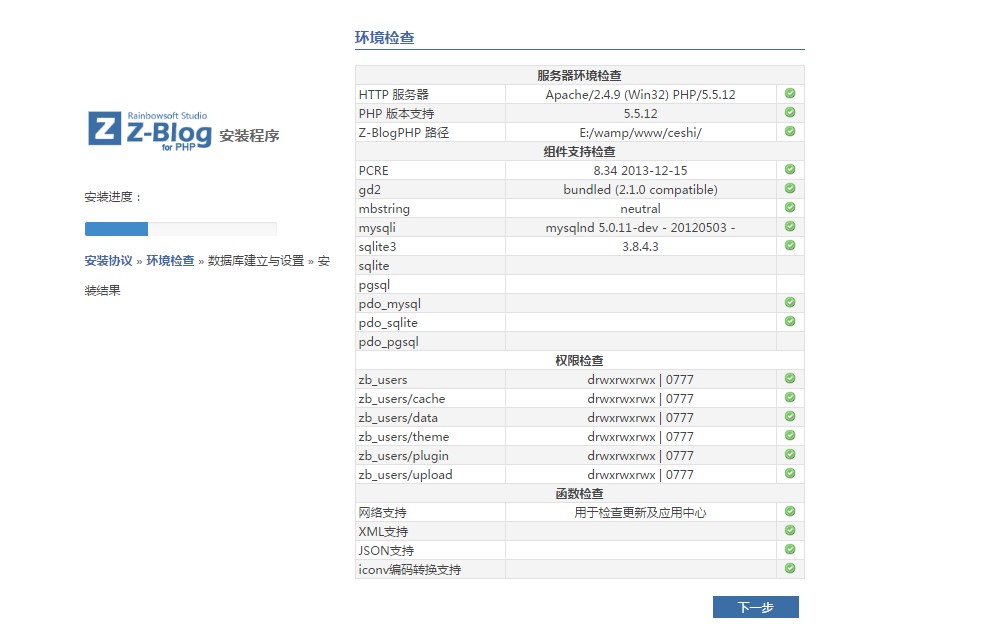 Rainbowsoft Studio
Z Z-Blog 安装程序
for PHP
安装进度：
安装协议 » 环境检查 » 数据库建立与设置 » 安
装结果
环境检查
服务器环境检查
HTTP 服务器 Apache/2.4.9 (Win32) PHP/5.5.12
PHP 版本支持 5.5.12
Z-BlogPHP 路径 E:/wamp/www/ceshi/
组件支持检查
PCRE 8.34 2013-12-15
gd2 bundled (2.1.0 compatible)
mbstring neutral
mysqli mysqlnd 5.0.11-dev - 20120503 -
sqlite3 3.8.4.3
sqlite
pgsql
pdo_mysql
pdo_sqlite
pdo_pgsql
权限检查
zb_users drwxrwxrwx | 0777
zb_users/cache drwxrwxrwx | 0777
zb_users/data drwxrwxrwx | 0777
zb_users/theme drwxrwxrwx | 0777
zb_users/plugin drwxrwxrwx | 0777
zb_users/upload drwxrwxrwx | 0777
函数检查
网络支持 用于检查更新及应用中心
XML支持
JSON支持
iconv编码转换支持
下一步